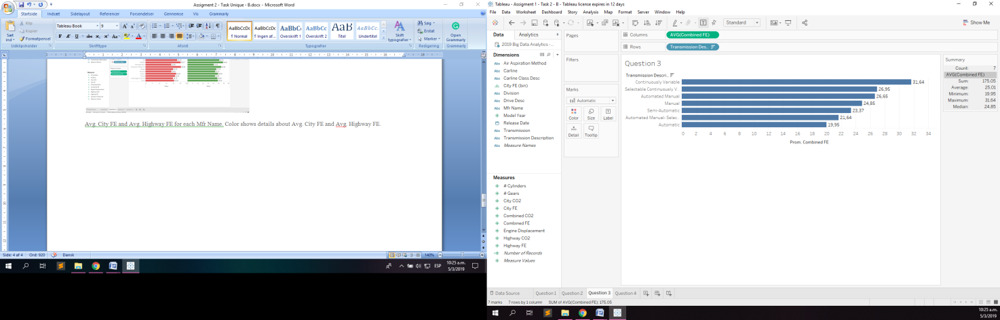 Assigment 2 - Task Unique - B.docx - Microsoft Word
Startside Indsæt Sidelayout Referencer Forsendelser Gennemse Vis Grammarly
Sæt ind
Klip
Kopier
Formatpensel
Udklipsholder
Tableau Book 9
Skrifttype
Afsnit
AaBbCcDc AaBbCcDc AaBbC AaBbCc AaB AaBbCc.
¶ Normal ¶ Ingen af... Overskrift 1 Overskrift 2 Titel Undertitel
Skift typografier
Typografier
Søg
Erstat
Marker
Redigering
Open Grammarly
Grammarly
Avg. City FE and Avg. Highway FE for each Mfr Name. Color shows details about Avg. City FE and Avg. Highway FE.
Side: 4 af 4 Ord: 920 Dansk 140%
ESP 10:25 a.m. 5/3/2019
Tableau - Assigment 1 - Task 2 - B - Tableau license expires in 12 days
File Data Worksheet Dashboard Story Analysis Map Format Server Window Help
Standard
Show Me
Data Analytics
2019 Big Data Analytics -...
Dimensions
Abc Air Aspiration Method
Abc Carline
Abc Carline Class Desc
City FE (bin)
Abc Division
Abc Drive Desc
Abc Mfr Name
Model Year
Release Date
Abc Transmission
Abc Transmission Description
Abc Measure Names
Measures
# Cylinders
# Gears
City CO2
City FE
Combined CO2
Combined FE
Engine Displacement
Highway CO2
Highway FE
Number of Records
Measure Values
Pages
Filters
Marks
Automatic
Color Size Label
Detail Tooltip
Columns AVG(Combined FE)
Rows Transmission Des..
Question 3
Transmission Descri..
Continuously Variable 31,64
Selectable Continuously V.. 26,95
Automated Manual 26,65
Manual 24,85
Semi-Automatic 23,37
Automated Manual- Selec.. 21,64
Automatic 19,95
0 2 4 6 8 10 12 14 16 18 20 22 24 26 28 30 32 34
Prom. Combined FE
Summary
Count: 7
AVG(Combined FE)
Sum: 175.05
Average: 25.01
Minimum: 19.95
Maximum: 31.64
Median: 24.85
Data Source Question 1 Question 2 Question 3 Question 4
7 marks 7 rows by 1 column SUM of AVG(Combined FE): 175.05
10:25 a.m.
5/3/2019